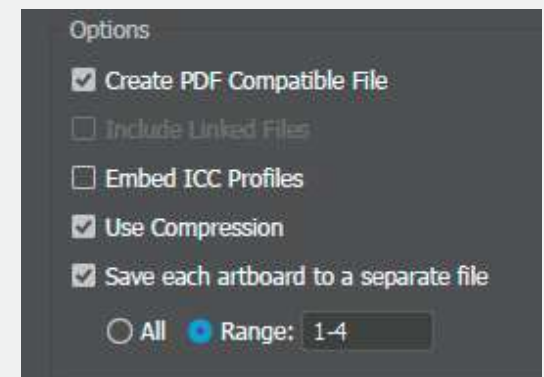 Options
Create PDF Compatible File
Include Linked Files
Embed ICC Profiles
Use Compression
Save each artboard to a separate file
All Range: 1-4